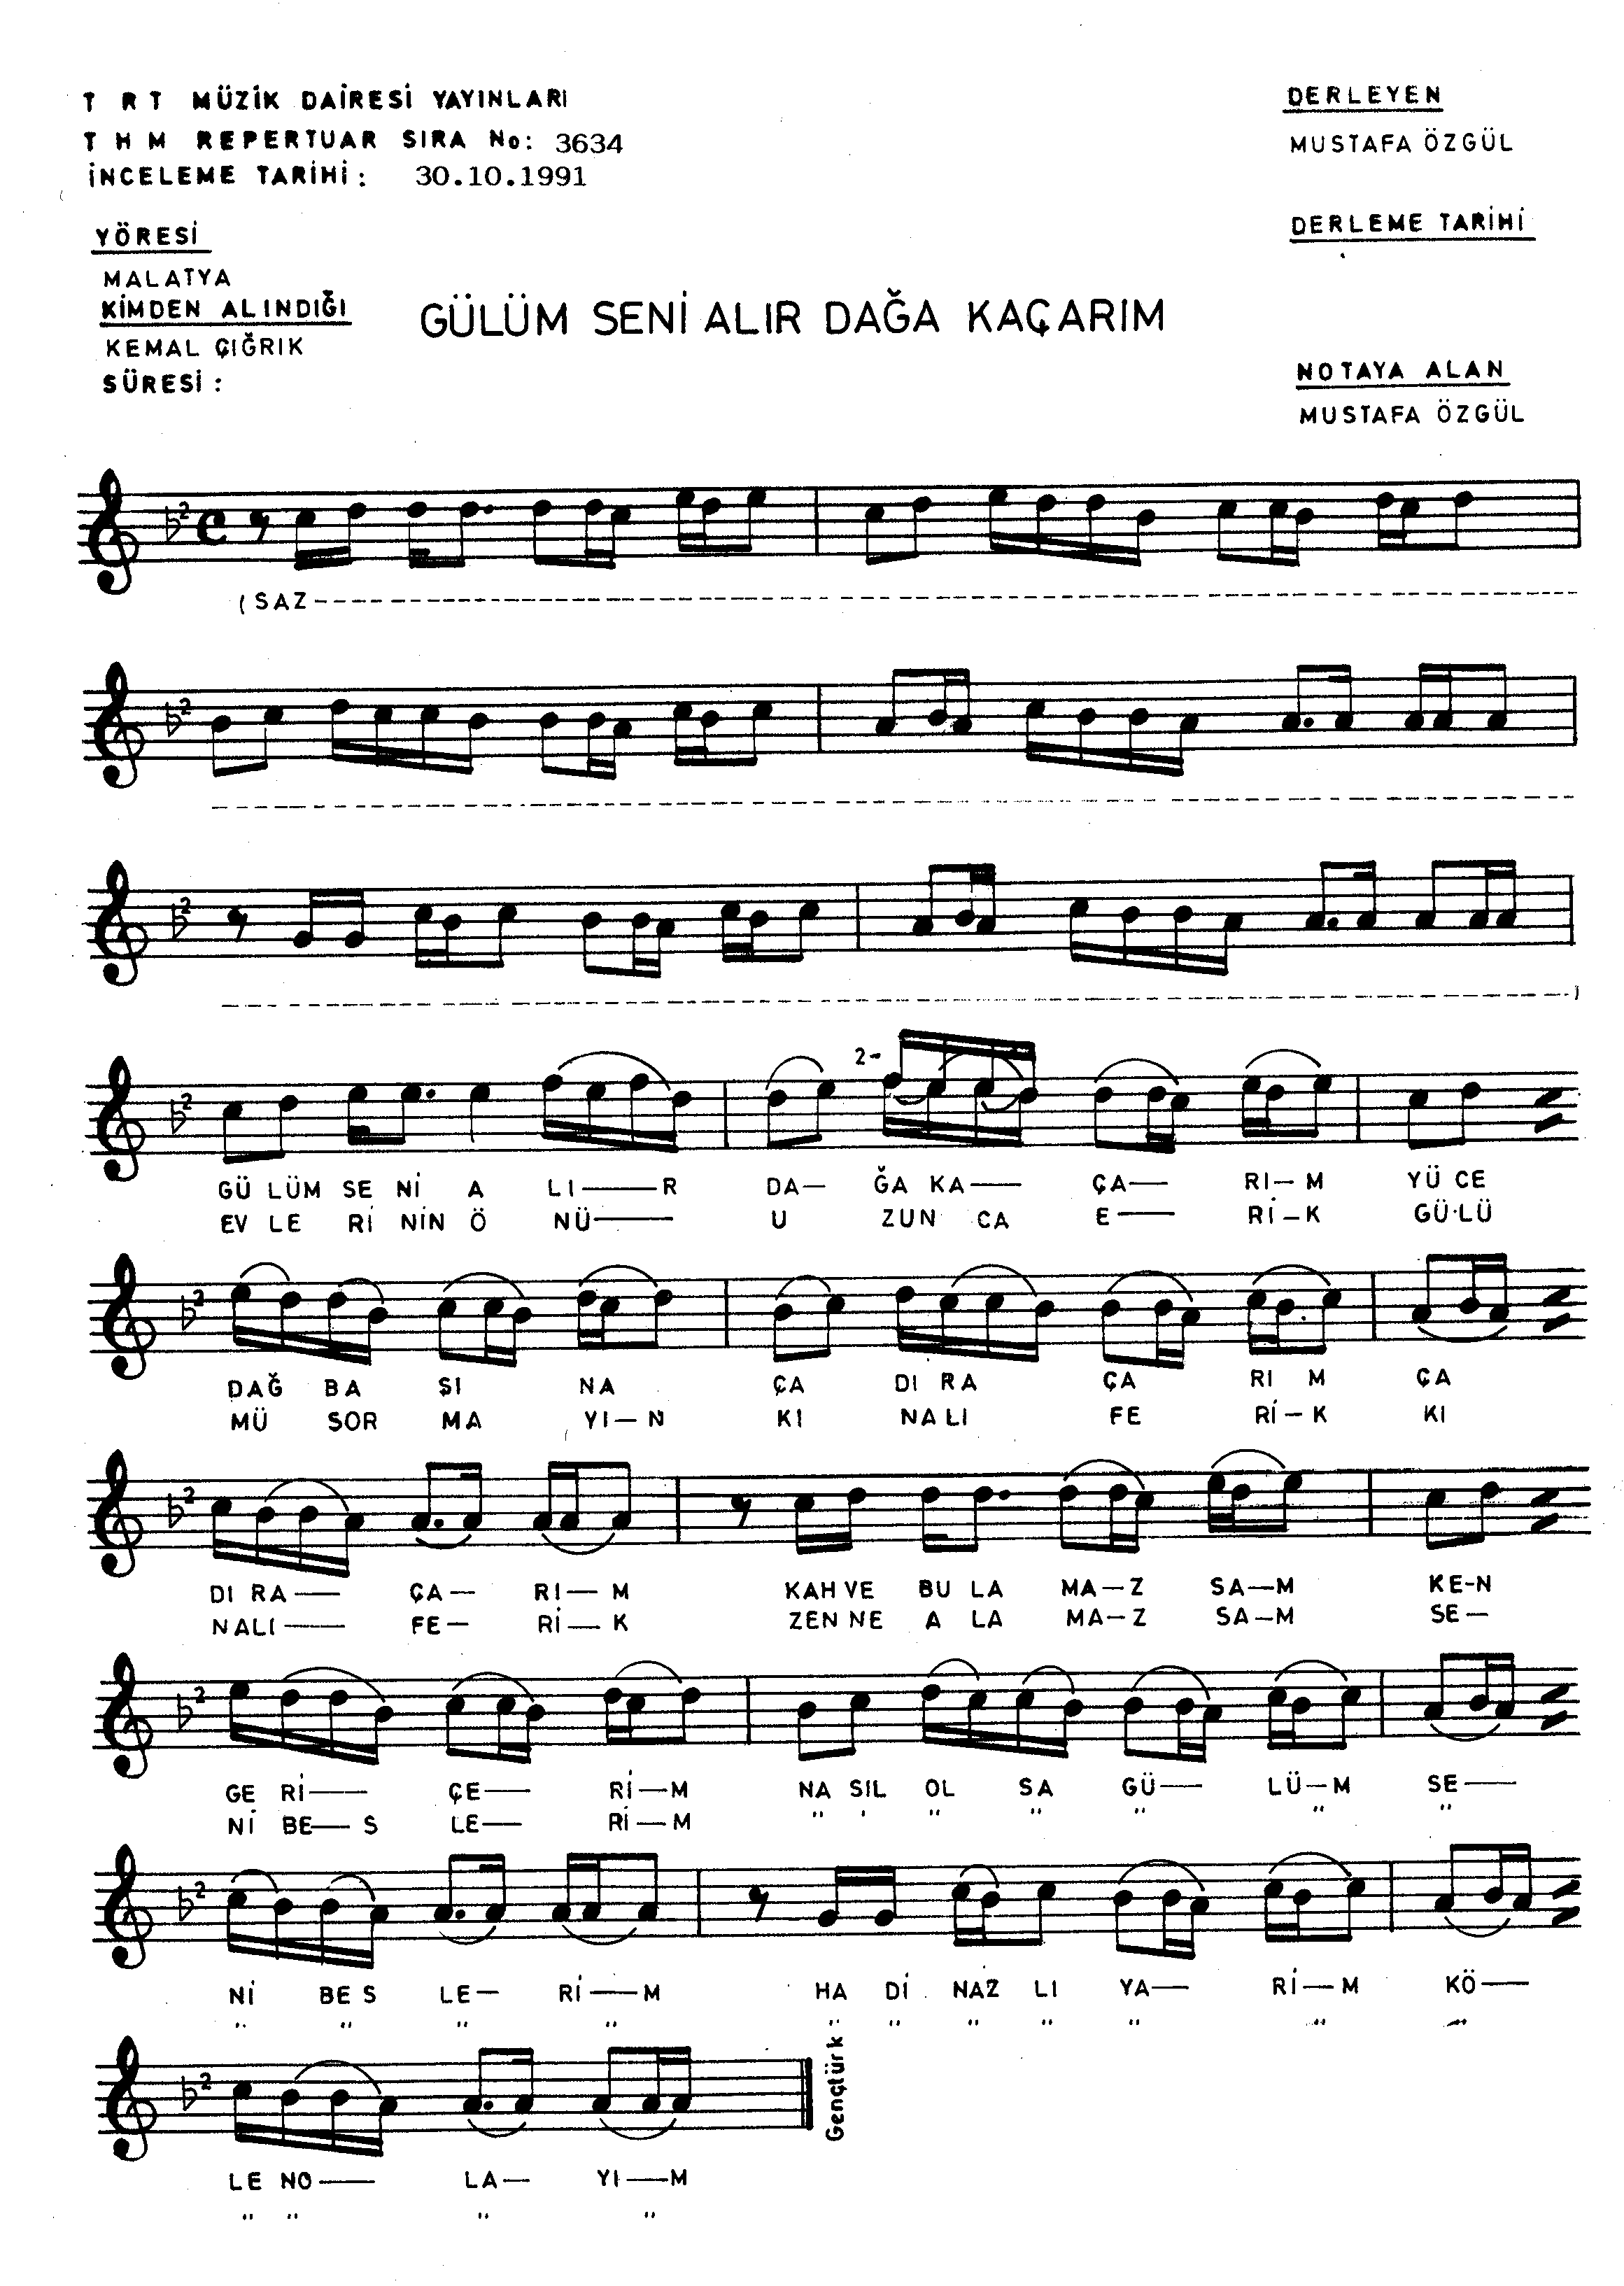 T R T MÜZİK DAİRESİ YAYINLARI
T H M REPERTUAR SIRA No: 3634
İNCELEME TARİHİ: 30.10.1991
DERLEYEN
MUSTAFA ÖZGÜL
YÖRESİ
MALATYA
DERLEME TARİHİ
KİMDEN ALINDIĞI
KEMAL ÇIĞRIK
SÜRESİ:
GÜLÜM SENİ ALIR DAĞA KAÇARIM
NOTAYA ALAN
MUSTAFA ÖZGÜL
(SAZ
2-
GÜ LÜM SE Nİ A LI—R DA— ĞA KA— ÇA— RI—M YÜ CE
EV LE Rİ NİN Ö NÜ— U ZUN CA E— Rİ—K GÜ·LÜ
DAĞ BA ŞI NA ÇA DI RA ÇA RI M ÇA
MÜ SOR MA YI—N KI NA LI FE Rİ—K KI
DI RA— ÇA— RI—M KAH VE BU LA MA—Z SA—M KE-N
NA LI— FE— Rİ—K ZEN NE A LA MA—Z SA—M SE—
GE Rİ— ÇE— Rİ—M NA SIL OL SA GÜ— LÜ—M SE—
Nİ BE—S LE— Rİ—M " ' " " " " "
Nİ BE S LE— Rİ—M HA Dİ NAZ LI YA— Rİ—M KÖ—
" " " " " " " " " " "
LE NO— LA— YI—M
" " " "
Gençtürk